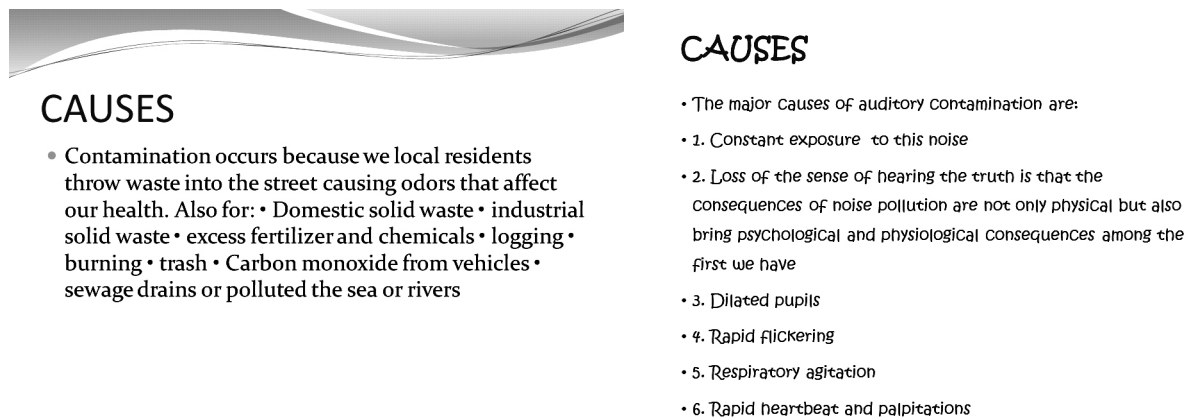 CAUSES
• Contamination occurs because we local residents
throw waste into the street causing odors that affect
our health. Also for: • Domestic solid waste • industrial
solid waste • excess fertilizer and chemicals • logging •
burning • trash • Carbon monoxide from vehicles •
sewage drains or polluted the sea or rivers
CAUSES
• The major causes of auditory contamination are:
• 1. Constant exposure to this noise
• 2. Loss of the sense of hearing the truth is that the
consequences of noise pollution are not only physical but also
bring psychological and physiological consequences among the
first we have
• 3. Dilated pupils
• 4. Rapid flickering
• 5. Respiratory agitation
• 6. Rapid heartbeat and palpitations